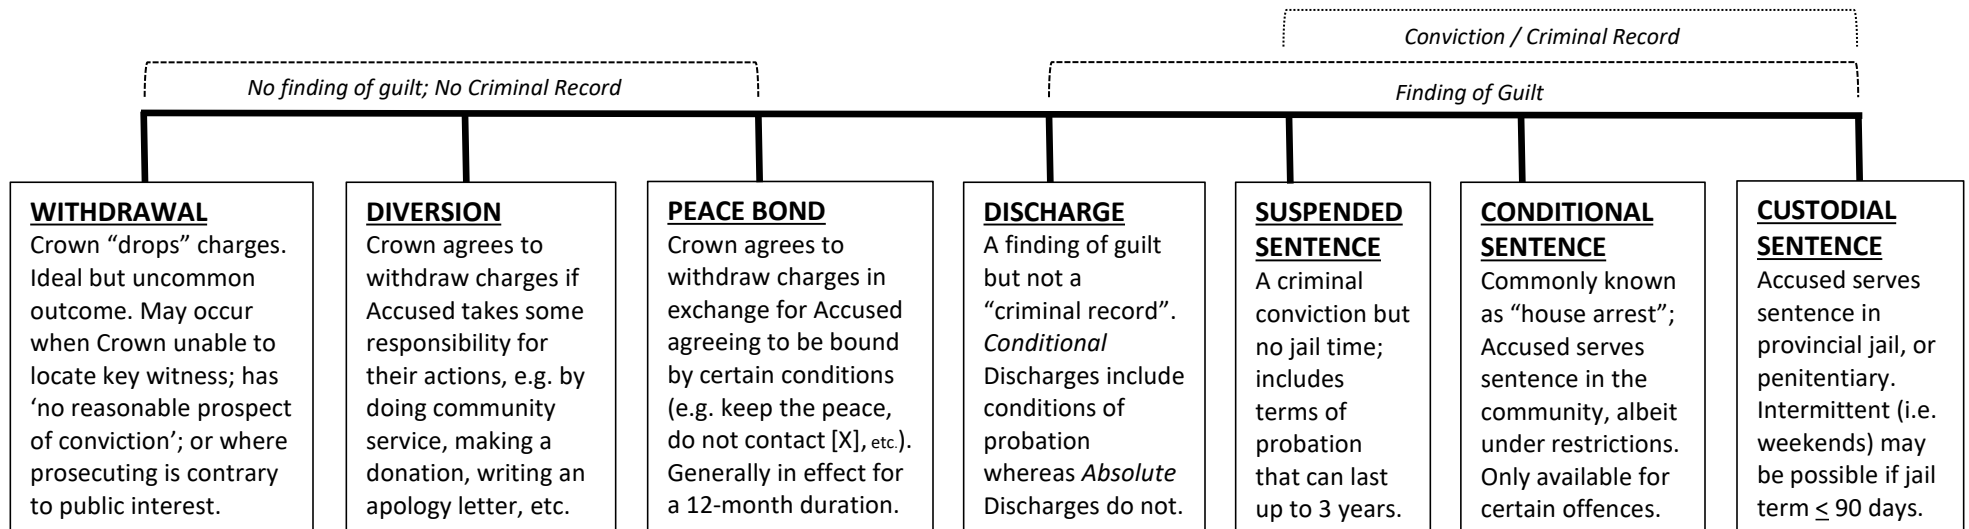 Conviction / Criminal Record
No finding of guilt; No Criminal Record
Finding of Guilt
WITHDRAWAL
Crown “drops” charges.
Ideal but uncommon
outcome. May occur
when Crown unable to
locate key witness; has
‘no reasonable prospect
of conviction’; or where
prosecuting is contrary
to public interest.
DIVERSION
Crown agrees to
withdraw charges if
Accused takes some
responsibility for
their actions, e.g. by
doing community
service, making a
donation, writing an
apology letter, etc.
PEACE BOND
Crown agrees to
withdraw charges in
exchange for Accused
agreeing to be bound
by certain conditions
(e.g. keep the peace,
do not contact [X], etc.).
Generally in effect for
a 12-month duration.
DISCHARGE
A finding of guilt
but not a
“criminal record”.
Conditional
Discharges include
conditions of
probation
whereas Absolute
Discharges do not.
SUSPENDED
SENTENCE
A criminal
conviction but
no jail time;
includes
terms of
probation
that can last
up to 3 years.
CONDITIONAL
SENTENCE
Commonly known
as “house arrest”;
Accused serves
sentence in the
community, albeit
under restrictions.
Only available for
certain offences.
CUSTODIAL
SENTENCE
Accused serves
sentence in
provincial jail, or
penitentiary.
Intermittent (i.e.
weekends) may
be possible if jail
term ≤ 90 days.